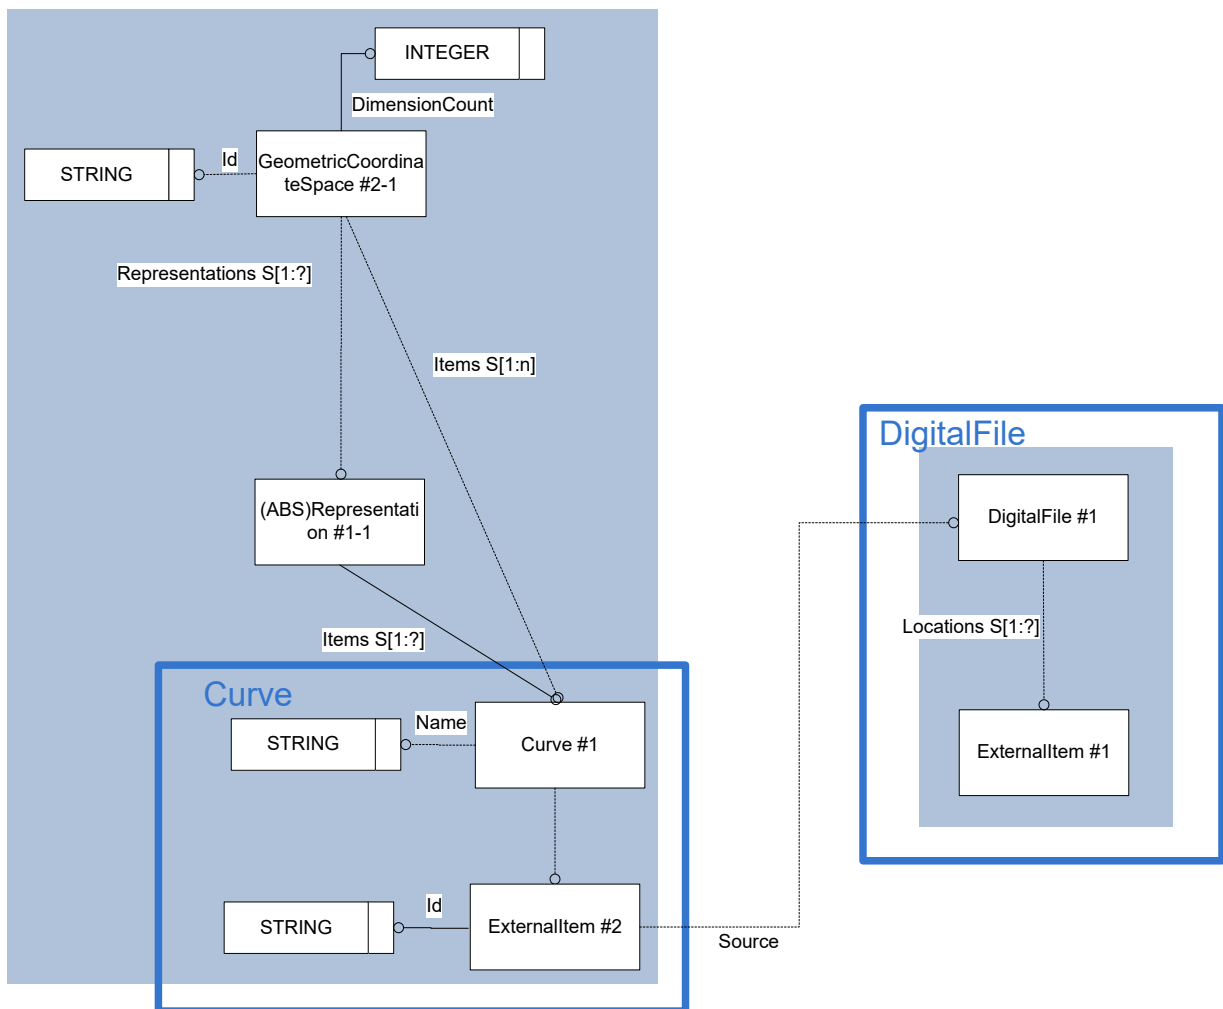 INTEGER
DimensionCount
Id
STRING
GeometricCoordina
teSpace #2-1
Representations S[1:?]
Items S[1:n]
DigitalFile
(ABS)Representati
on #1-1
DigitalFile #1
Locations S[1:?]
Items S[1:?]
Curve
Name
STRING
Curve #1
ExternalItem #1
Id
STRING
ExternalItem #2
Source